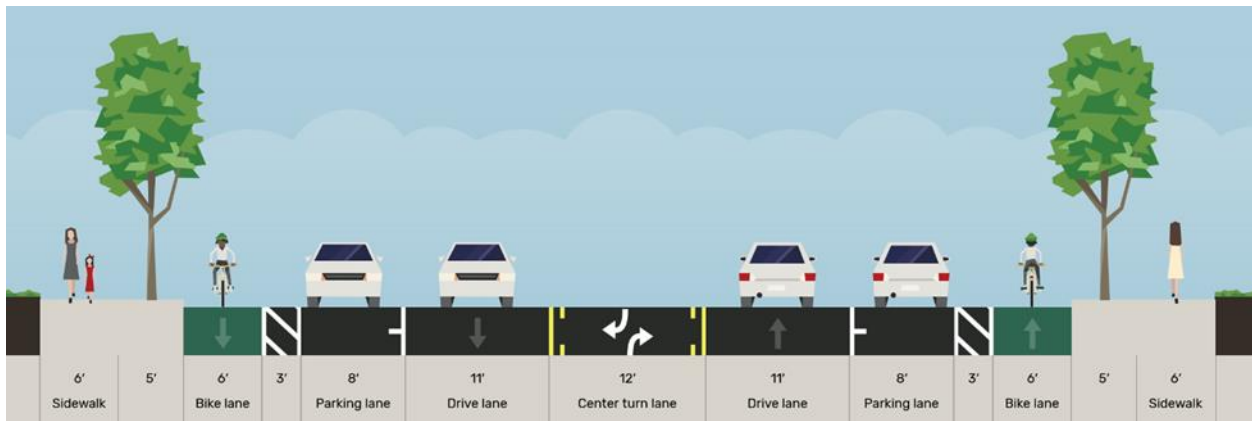 6’ 5’ 6’ 3’ 8’ 11’ 12’ 11’ 8’ 3’ 6’ 5’ 6’
Sidewalk Bike lane Parking lane Drive lane Center turn lane Drive lane Parking lane Bike lane Sidewalk